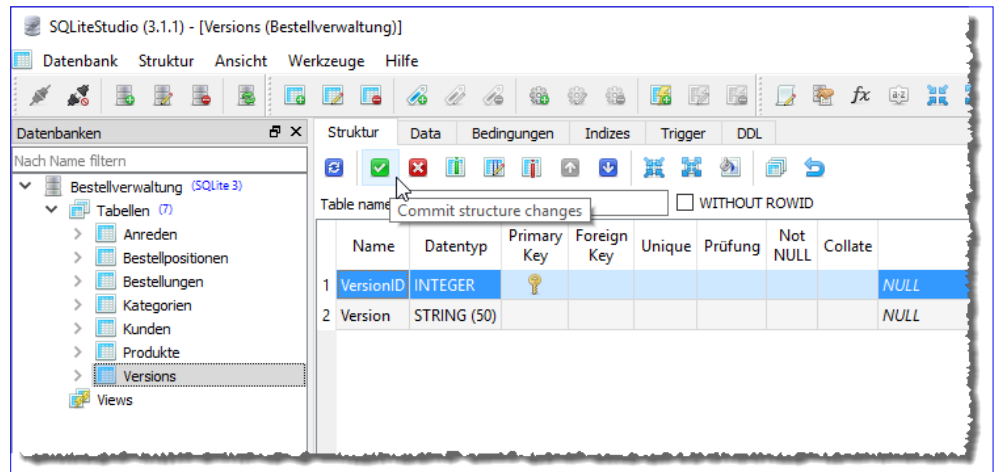 SQLiteStudio (3.1.1) - [Versions (Bestellverwaltung)]
Datenbank Struktur Ansicht Werkzeuge Hilfe
fx a-z
Datenbanken
Nach Name filtern
Bestellverwaltung (SQLite 3)
Tabellen (7)
Anreden
Bestellpositionen
Bestellungen
Kategorien
Kunden
Produkte
Versions
Views
Struktur Data Bedingungen Indizes Trigger DDL
Table name WITHOUT ROWID
Commit structure changes
Name Datentyp Primary Key Foreign Key Unique Prüfung Not NULL Collate
1 VersionID INTEGER NULL
2 Version STRING (50) NULL